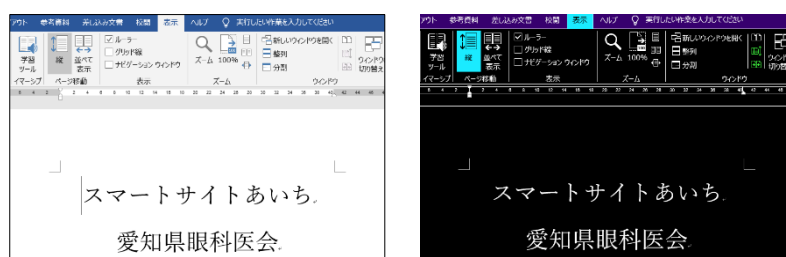 アウト 参考資料 差し込み文書 校閲 表示 ヘルプ 実行したい作業を入力してください
学習ツール 縦 並べて表示 ☑ルーラー □グリッド線 □ナビゲーション ウィンドウ ズーム 100% 新しいウィンドウを開く 整列 分割 ウィンドウ 切り替え
イマーシブ ページ移動 表示 ズーム ウィンドウ
スマートサイトあいち
愛知県眼科医会
アウト 参考資料 差し込み文書 校閲 表示 ヘルプ 実行したい作業を入力してください
学習ツール 縦 並べて表示 ☑ルーラー □グリッド線 □ナビゲーション ウィンドウ ズーム 100% 新しいウィンドウを開く 整列 分割
イマーシブ ページ移動 表示 ズーム ウィンドウ
スマートサイトあいち
愛知県眼科医会